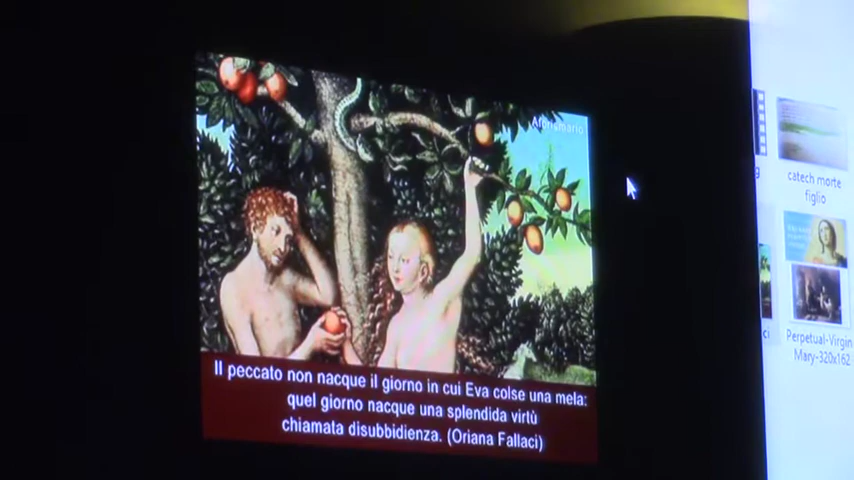 Aforismario
Il peccato non nacque il giorno in cui Eva colse una mela:
quel giorno nacque una splendida virtù
chiamata disubbidienza. (Oriana Fallaci)
catech morte
figlio
Perpetual-Virgin
Mary-320x162